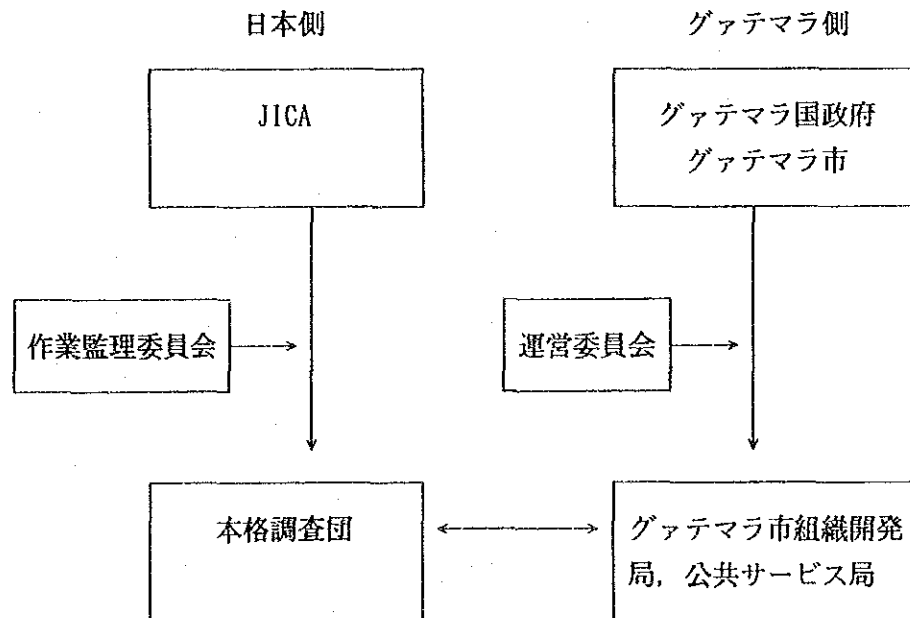 日本側
グァテマラ側
JICA
グァテマラ国政府
グァテマラ市
作業監理委員会
運営委員会
本格調査団
グァテマラ市組織開発
局，公共サービス局